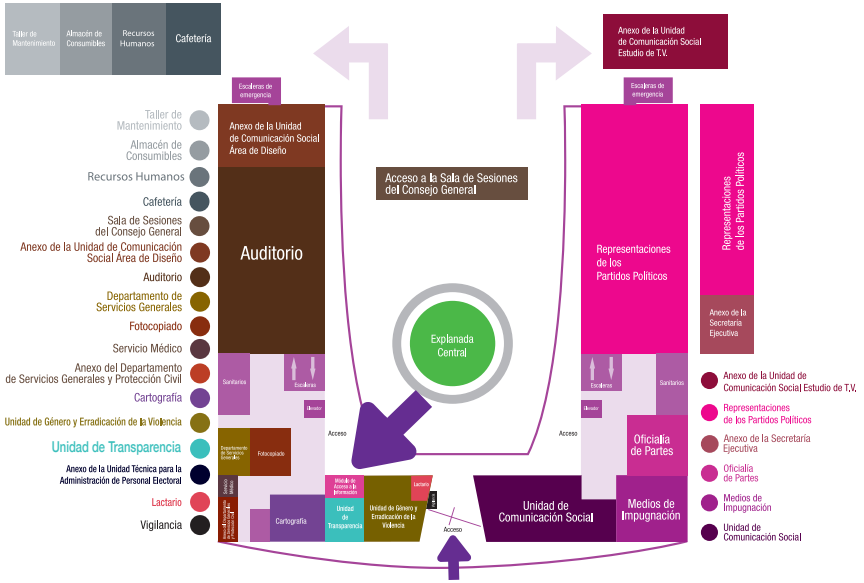 Taller de
Mantenimiento
Almacén de
Consumibles
Recursos
Humanos
Cafetería
Anexo de la Unidad
de Comunicación Social
Estudio de T.V.
Escaleras de
emergencia
Escaleras de
emergencia
Taller de
Mantenimiento
Almacén de
Consumibles
Recursos Humanos
Cafetería
Sala de Sesiones
del Consejo General
Anexo de la Unidad de Comunicación
Social Área de Diseño
Auditorio
Departamento de
Servicios Generales
Fotocopiado
Servicio Médico
Anexo del Departamento
de Servicios Generales y Protección Civil
Cartografía
Unidad de Género y Erradicación de la Violencia
Unidad de Transparencia
Anexo de la Unidad Técnica para la
Administración de Personal Electoral
Lactario
Vigilancia
Anexo de la Unidad
de Comunicación Social
Área de Diseño
Auditorio
Acceso a la Sala de Sesiones
del Consejo General
Explanada
Central
Representaciones
de los
Partidos Políticos
Representaciones
de los Partidos Políticos
Anexo de la
Secretaría
Ejecutiva
Sanitarios
Escaleras
Elevador
Acceso
Departamento
de Servicios
Generales
Fotocopiado
Servicio
Médico
Cartografía
Módulo de
Acceso a la
Información
Unidad
de
Transparencia
Unidad de Género y
Erradicación de la
Violencia
Lactario
Acceso
Escaleras
Sanitarios
Elevador
Acceso
Oficialía
de Partes
Unidad de
Comunicación Social
Medios de
Impugnación
Anexo de la Unidad de
Comunicación Social Estudio de T.V.
Representaciones
de los Partidos Políticos
Anexo de la Secretaría
Ejecutiva
Oficialía
de Partes
Medios de
Impugnación
Unidad de
Comunicación Social